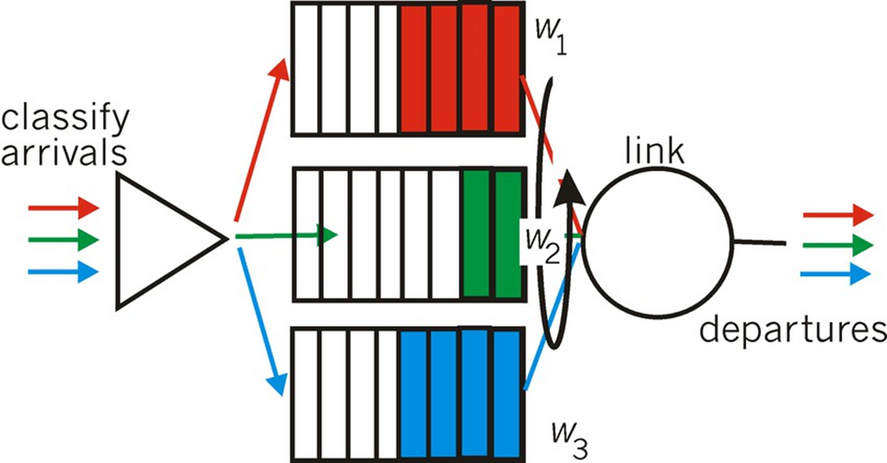 classify
arrivals
w1
link
w2
departures
w3